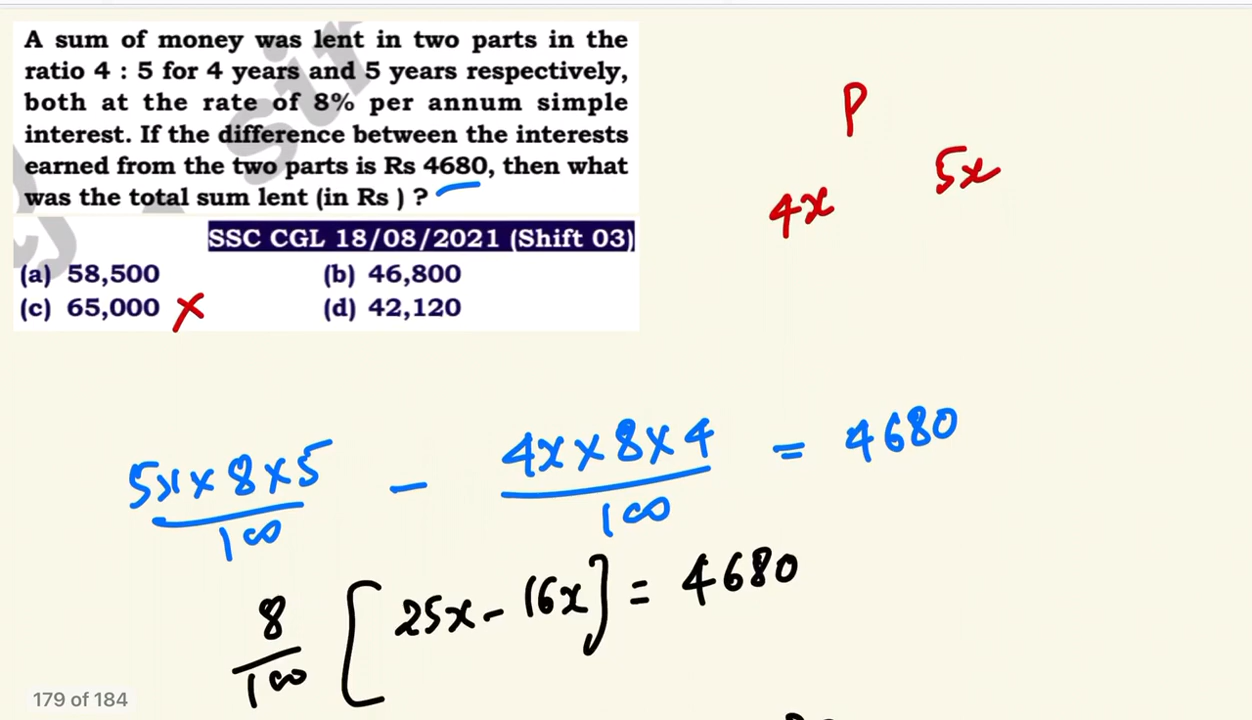 A sum of money was lent in two parts in the
ratio 4 : 5 for 4 years and 5 years respectively,
both at the rate of 8% per annum simple
interest. If the difference between the interests
earned from the two parts is Rs 4680, then what
was the total sum lent (in Rs ) ?
SSC CGL 18/08/2021 (Shift 03)
(a) 58,500 (b) 46,800
(c) 65,000 × (d) 42,120
P
4x 5x
5x×8×5/100 - 4x×8×4/100 = 4680
8/100 [25x-16x] = 4680
179 of 184